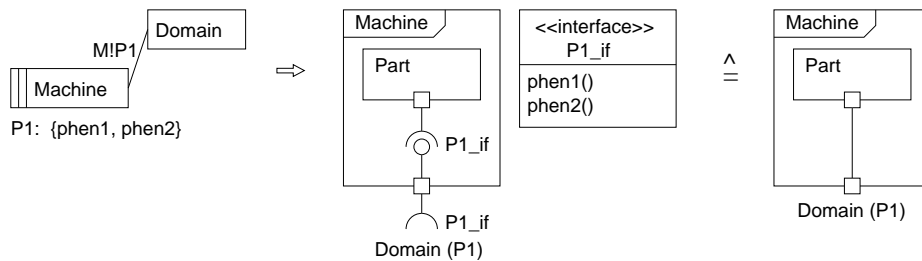 Domain
M!P1
Machine
P1: {phen1, phen2}
⇨
Machine
Part
P1_if
P1_if
Domain (P1)
<<interface>>
P1_if
phen1()
phen2()
≙
Machine
Part
Domain (P1)